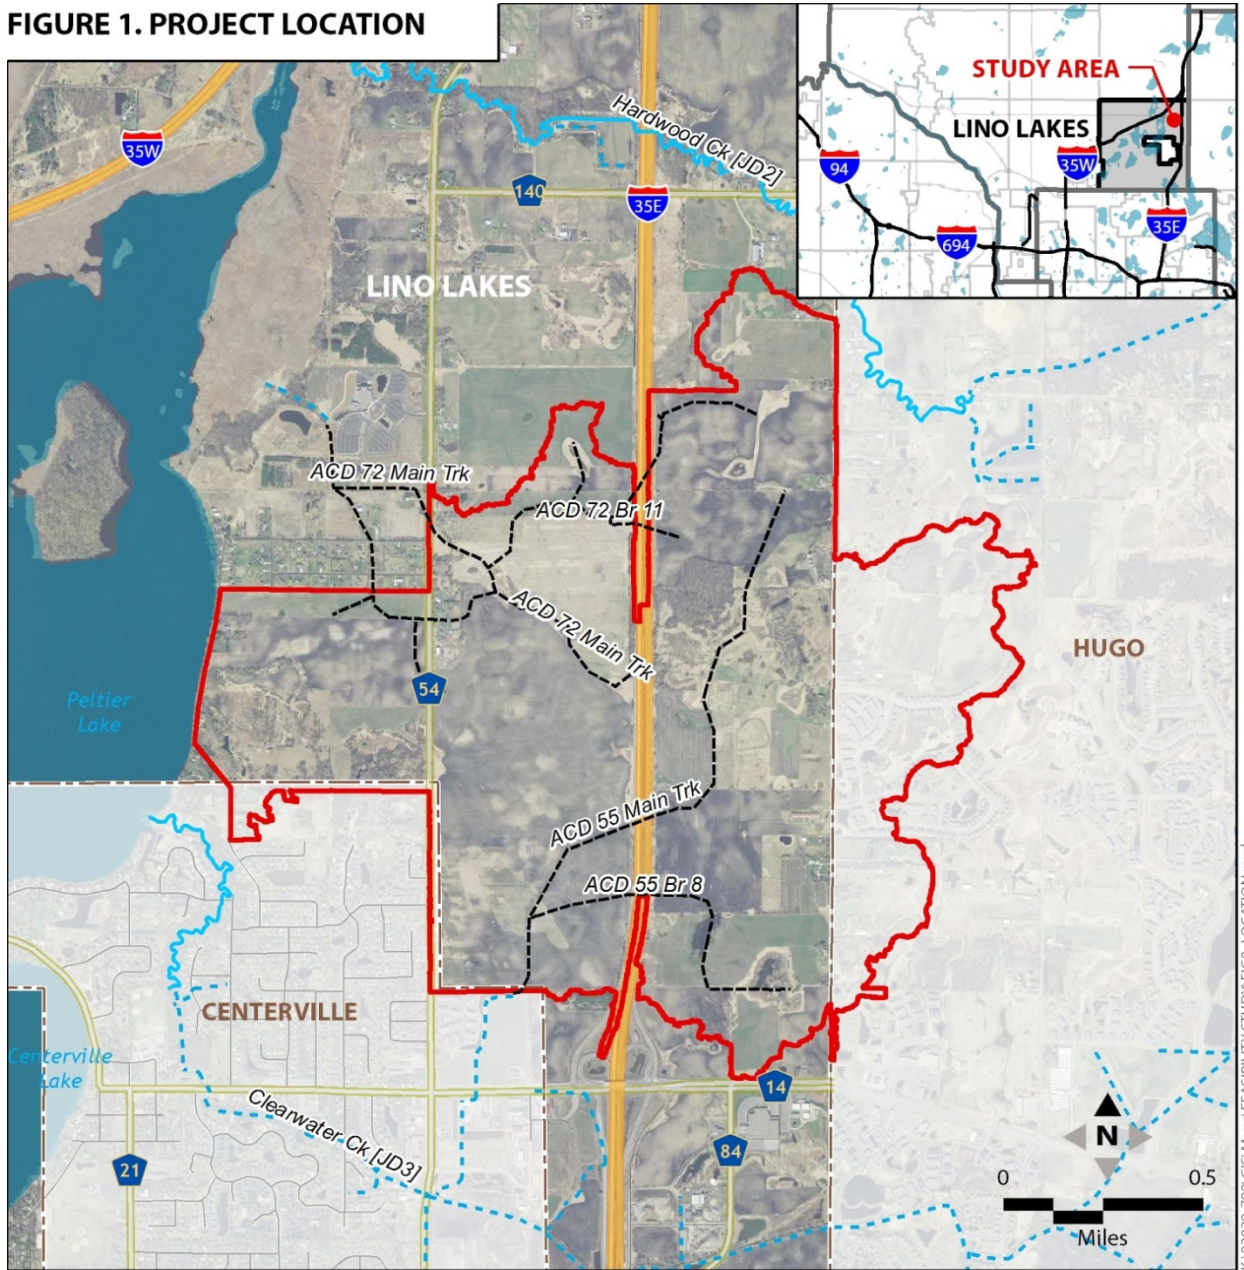 FIGURE 1. PROJECT LOCATION
STUDY AREA
LINO LAKES
94
35W
694
35E
35W
Hardwood Ck [JD2]
140
35E
LINO LAKES
ACD 72 Main Trk
ACD 72 Br 11
ACD 72 Main Trk
HUGO
54
Peltier
Lake
ACD 55 Main Trk
ACD 55 Br 8
CENTERVILLE
Centerville
Lake
14
Clearwater Ck [JD3]
21
84
N
0
0.5
Miles